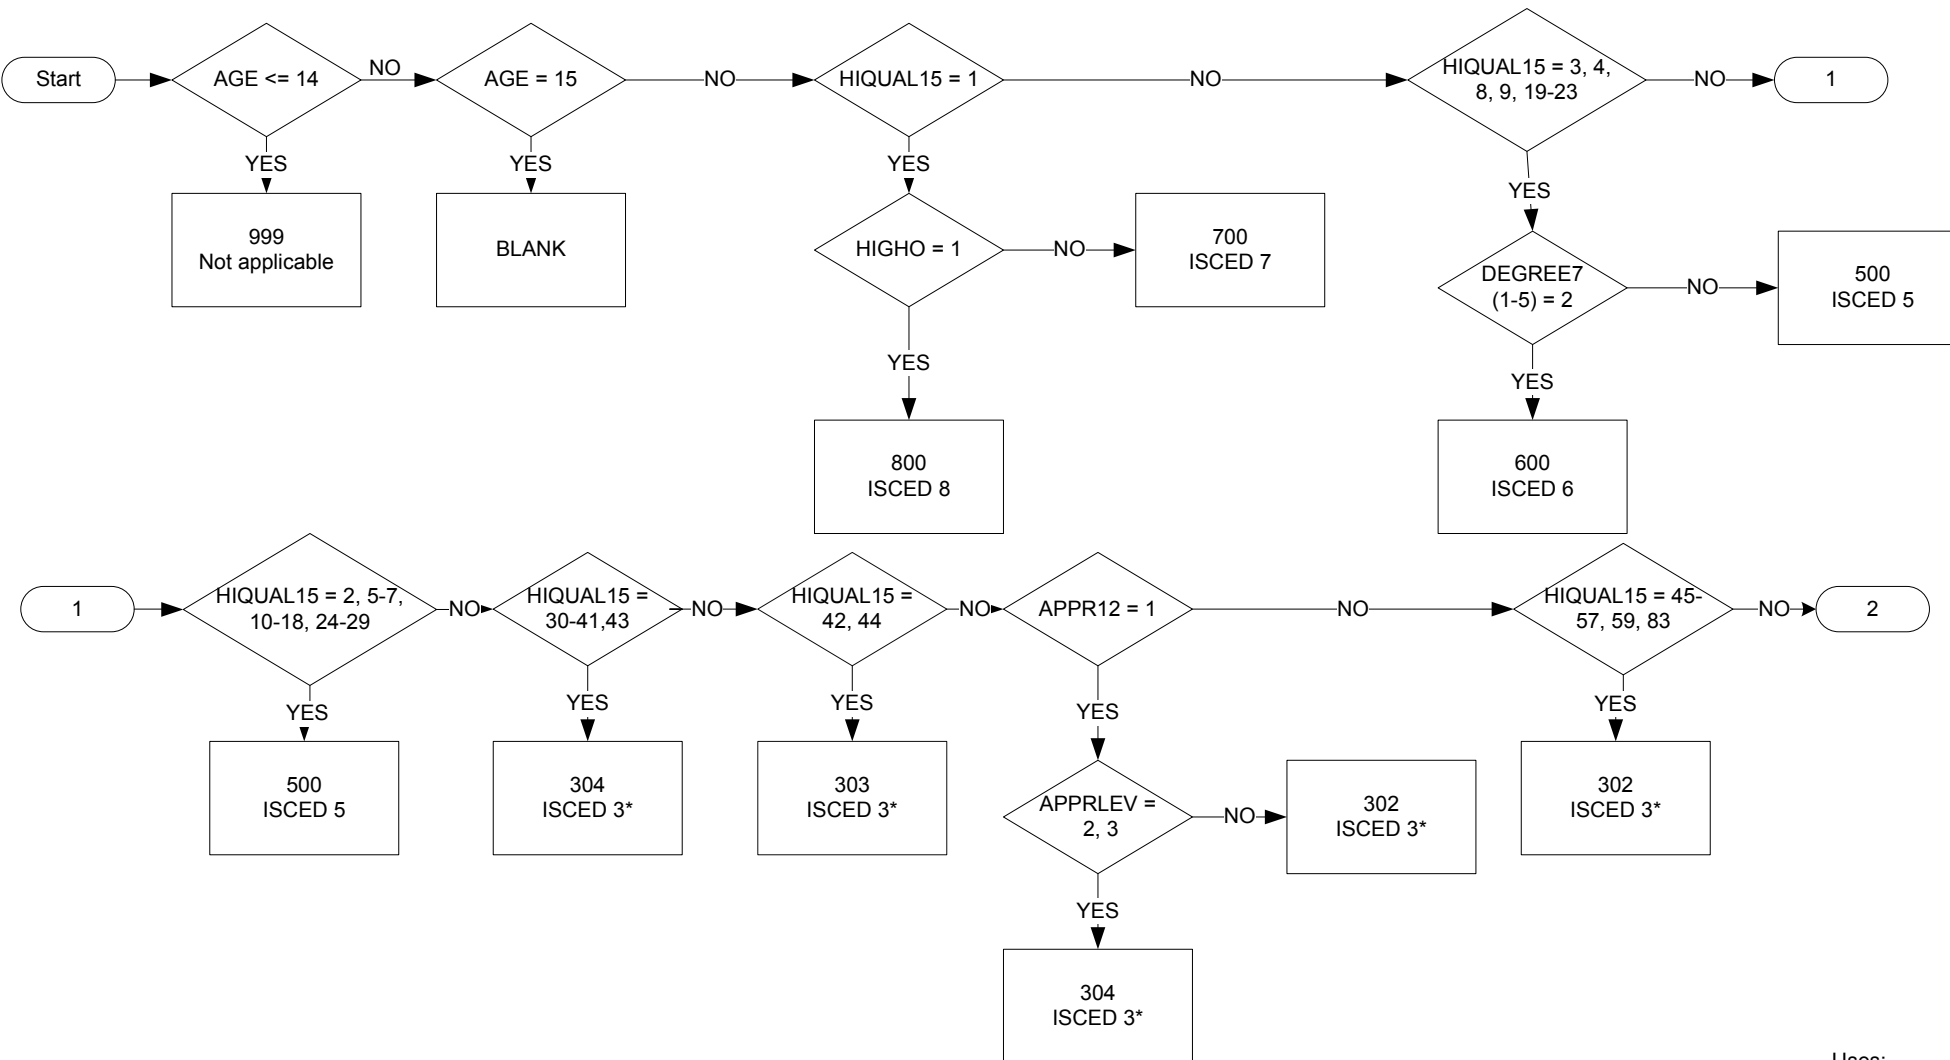 Start
AGE <= 14
NO
AGE = 15
NO
HIQUAL15 = 1
NO
HIQUAL15 = 3, 4,
8, 9, 19-23
NO
1
YES
999
Not applicable
YES
BLANK
YES
HIGHO = 1
NO
700
ISCED 7
YES
800
ISCED 8
YES
DEGREE7
(1-5) = 2
NO
500
ISCED 5
YES
600
ISCED 6
1
HIQUAL15 = 2, 5-7,
10-18, 24-29
NO
HIQUAL15 =
30-41,43
NO
HIQUAL15 =
42, 44
NO
APPR12 = 1
NO
HIQUAL15 = 45-
57, 59, 83
NO
2
YES
500
ISCED 5
YES
304
ISCED 3*
YES
303
ISCED 3*
YES
APPRLEV =
2, 3
NO
302
ISCED 3*
YES
302
ISCED 3*
YES
304
ISCED 3*
Uses: